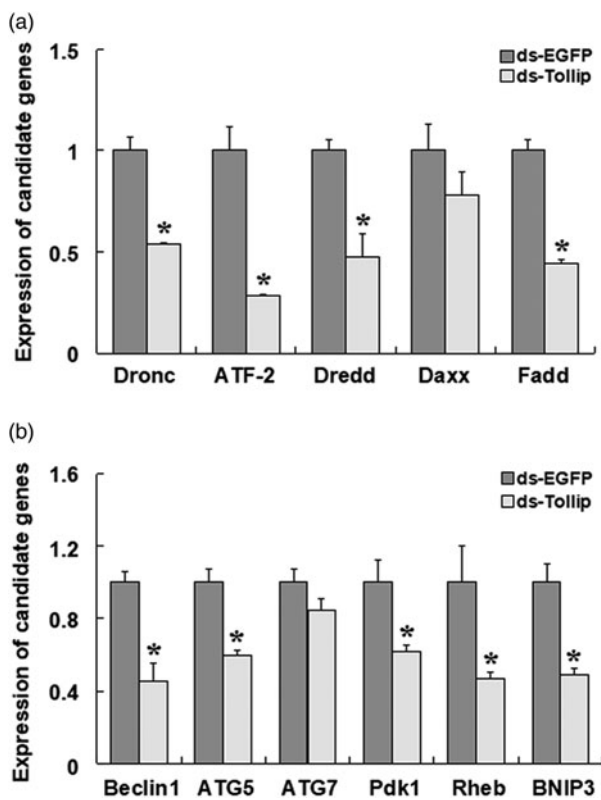 (a)
Expression of candidate genes
1.5
1
0.5
0
ds-EGFP
ds-Tollip
*
*
*
*
Dronc ATF-2 Dredd Daxx Fadd
(b)
Expression of candidate genes
1.6
1.2
0.8
0.4
0
ds-EGFP
ds-Tollip
*
*
*
*
*
Beclin1 ATG5 ATG7 Pdk1 Rheb BNIP3